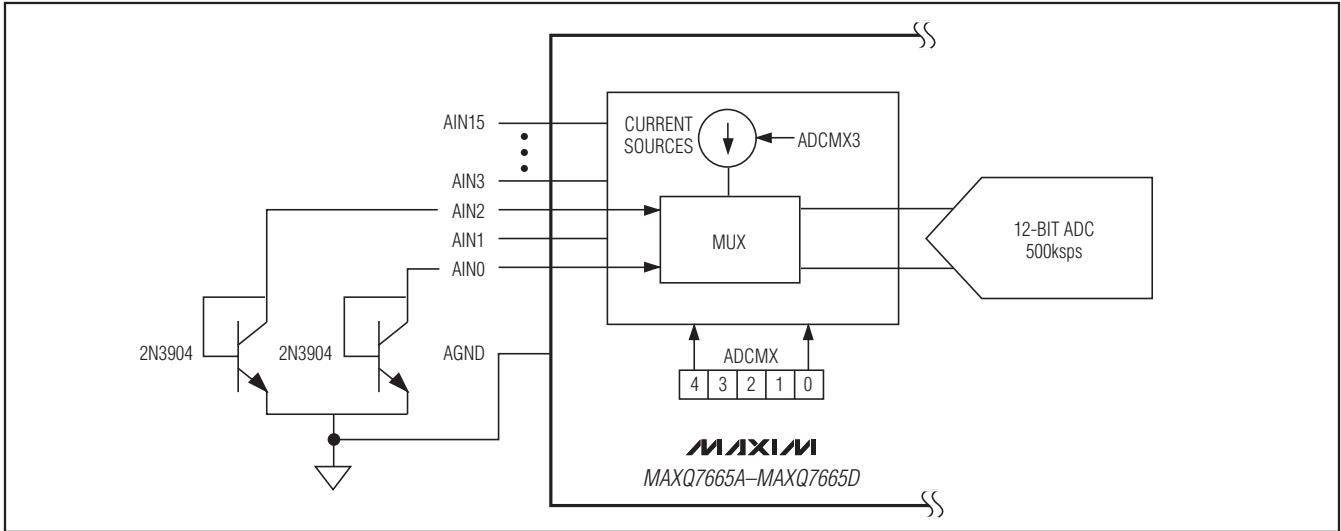 AIN15
AIN3
AIN2
AIN1
AIN0
AGND
2N3904
2N3904
CURRENT
SOURCES
ADCMX3
MUX
12-BIT ADC
500ksps
ADCMX
4 3 2 1 0
MAXIM
MAXQ7665A–MAXQ7665D